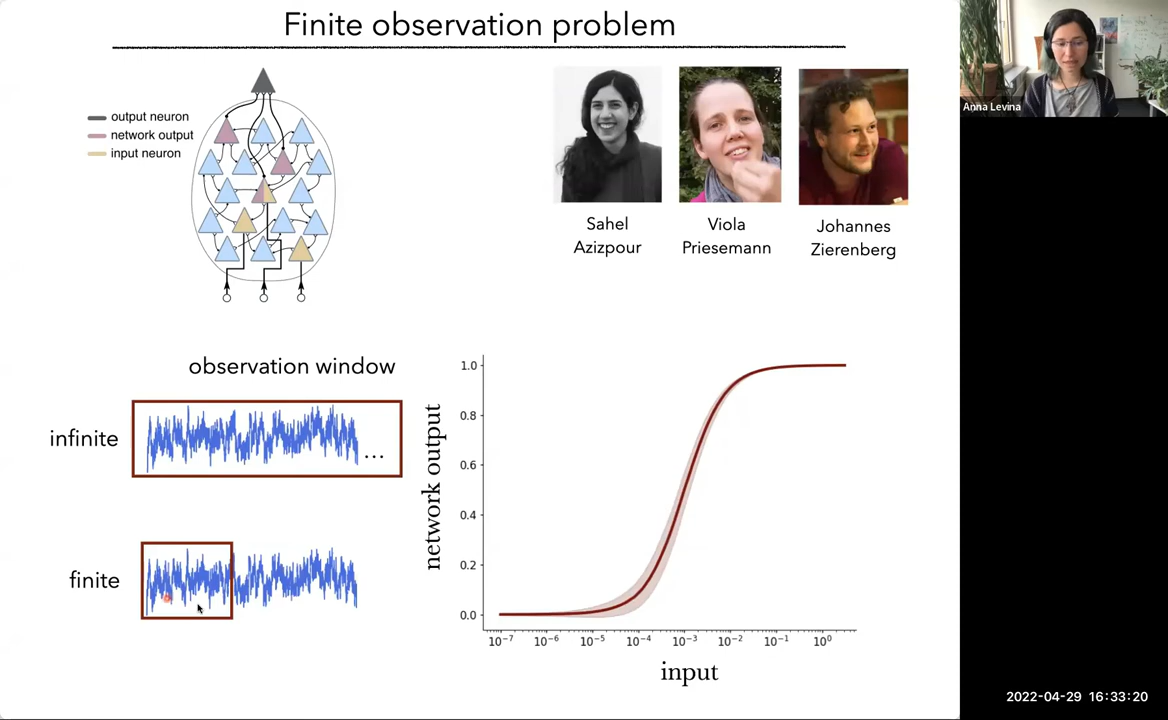 Finite observation problem
output neuron
network output
input neuron
Sahel
Azizpour
Viola
Priesemann
Johannes
Zierenberg
Anna Levina
observation window
infinite
...
finite
network output
1.0
0.8
0.6
0.4
0.2
0.0
10⁻⁷ 10⁻⁶ 10⁻⁵ 10⁻⁴ 10⁻³ 10⁻² 10⁻¹ 10⁰
input
2022-04-29 16:33:20